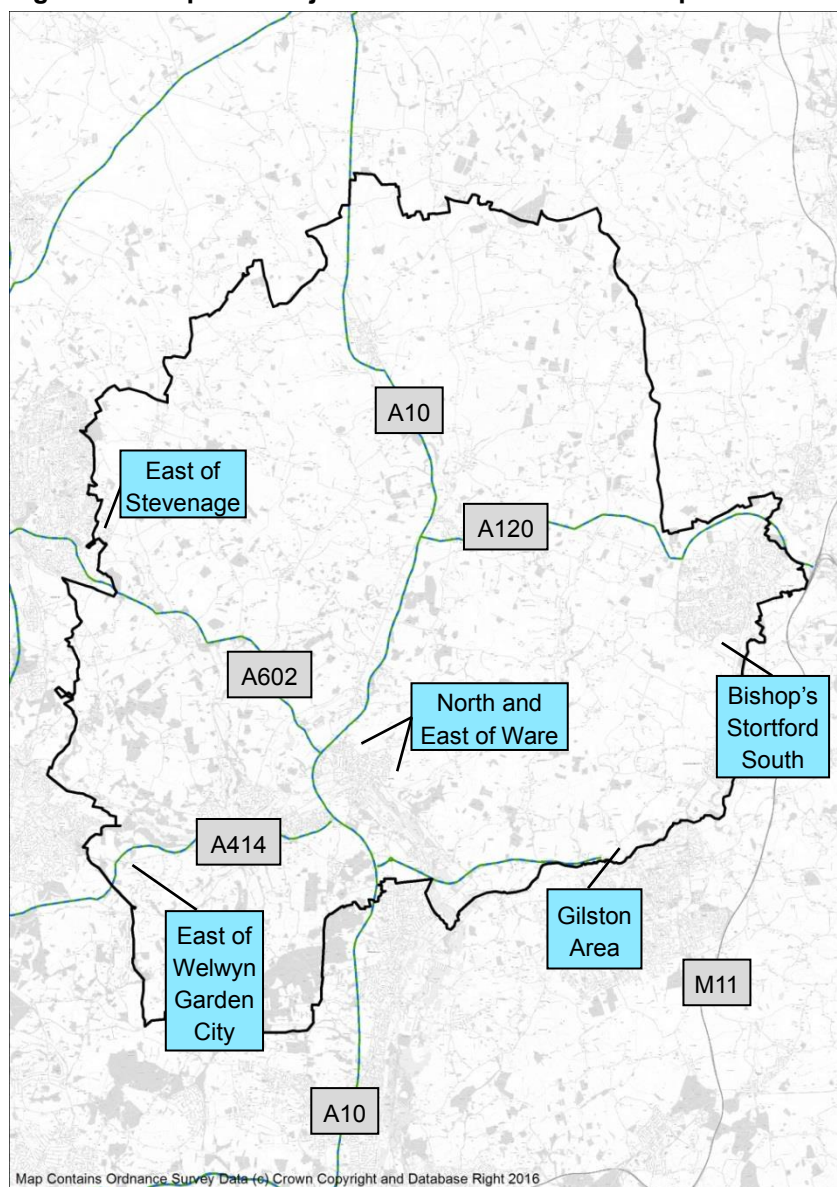 A10
East of
Stevenage
A120
A602
North and
East of Ware
Bishop's
Stortford
South
A414
East of
Welwyn
Garden
City
Gilston
Area
M11
A10
Map Contains Ordnance Survey Data (c) Crown Copyright and Database Right 2016